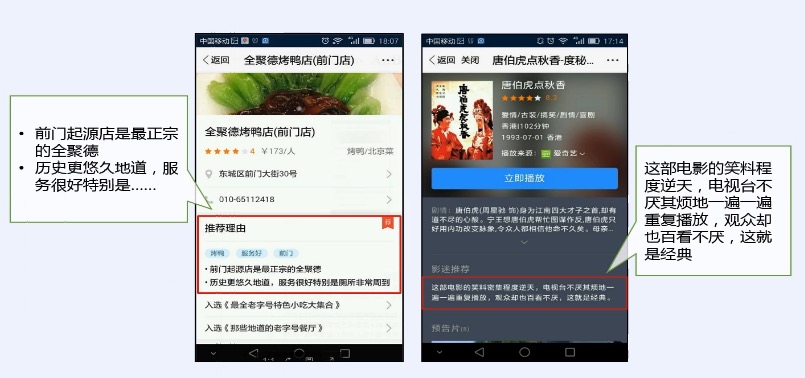 • 前门起源店是最正宗
的全聚德
• 历史更悠久地道，服
务很好特别是......
中国移动 18:07
返回 全聚德烤鸭店(前门店) ...
全聚德烤鸭店(前门店)
4 ￥173/人 烤鸭/北京菜
东城区前门大街30号
010-65112418
推荐理由
烤鸭 服务好 前门
• 前门起源店是最正宗的全聚德
• 历史更悠久地道，服务很好特别是厕所非常周到
入选《最全老字号特色小吃大集合》
入选《那些地道的老字号餐厅》
中国移动 17:14
返回 关闭 唐伯虎点秋香-度秘... ...
唐伯虎点秋香
唐伯虎点秋香
8.3
爱情/古装/搞笑/剧情/喜剧
香港|102分钟
1993-07-01 香港
播放来源： 爱奇艺
立即播放
剧情：唐伯虎(周星驰 饰)身为江南四大才子之首,却有
道不尽的心酸。宁王想唐伯虎帮忙图谋作反,唐伯虎只
好用内功改变脉象,令众人都相信他命不久矣。母亲...
影迷推荐
这部电影的笑料密集程度逆天，电视台不厌其烦地一
遍一遍重复播放，观众却也百看不厌，这就是经典。
预告片(8)
这部电影的笑料程
度逆天，电视台不
厌其烦地一遍一遍
重复播放，观众却
也百看不厌，这就
是经典